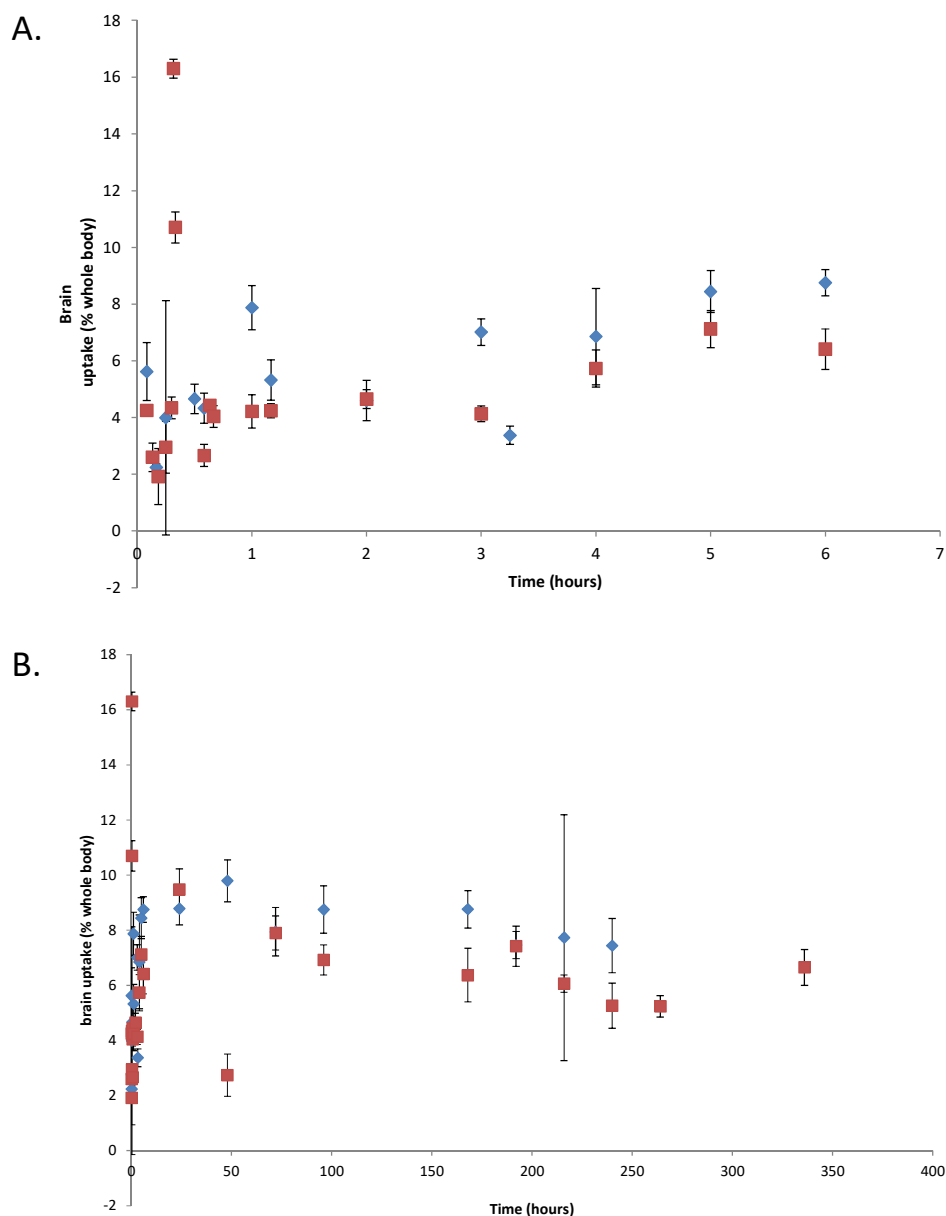 A.
18
16
14
12
10
8
6
4
2
0
-2
Brain
uptake (% whole body)
0 1 2 3 4 5 6 7
Time (hours)
B.
18
16
14
12
10
8
6
4
2
0
-2
brain uptake (% whole body)
0 50 100 150 200 250 300 350 400
Time (hours)